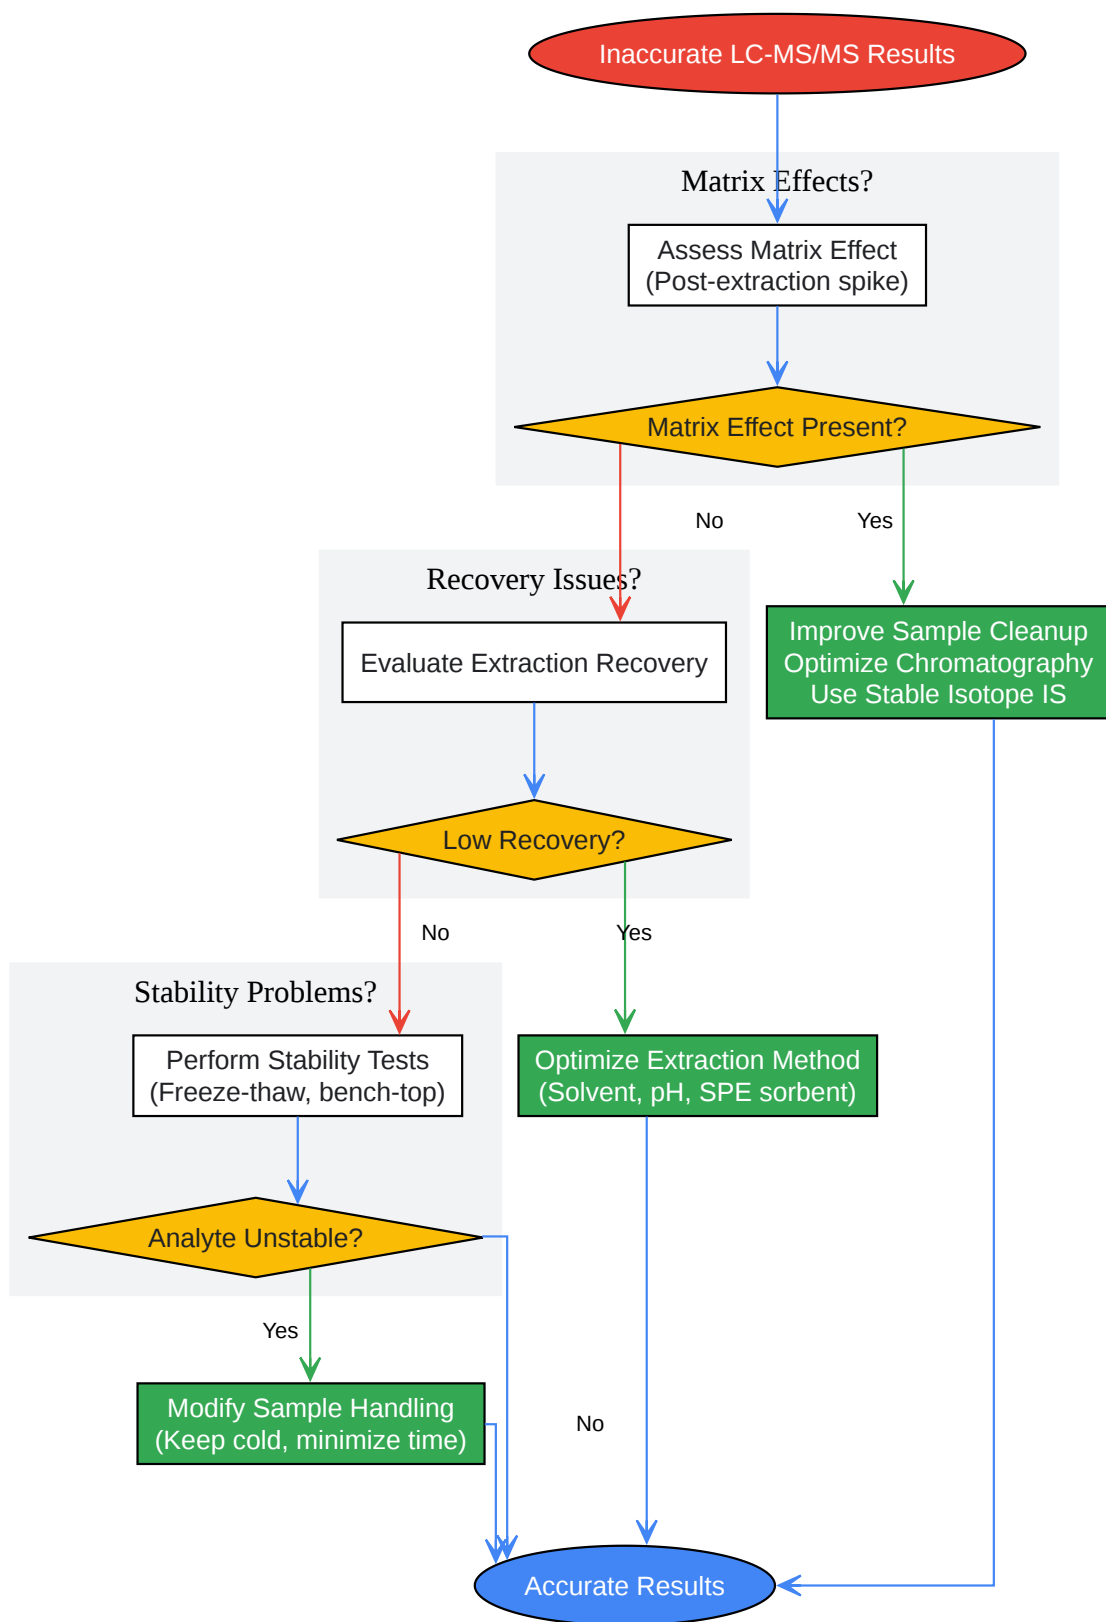 Inaccurate LC-MS/MS Results
Matrix Effects?
Assess Matrix Effect
(Post-extraction spike)
Matrix Effect Present?
No
Yes
Recovery Issues?
Evaluate Extraction Recovery
Improve Sample Cleanup
Optimize Chromatography
Use Stable Isotope IS
Low Recovery?
No
Yes
Stability Problems?
Perform Stability Tests
(Freeze-thaw, bench-top)
Optimize Extraction Method
(Solvent, pH, SPE sorbent)
Analyte Unstable?
Yes
Modify Sample Handling
(Keep cold, minimize time)
No
Accurate Results